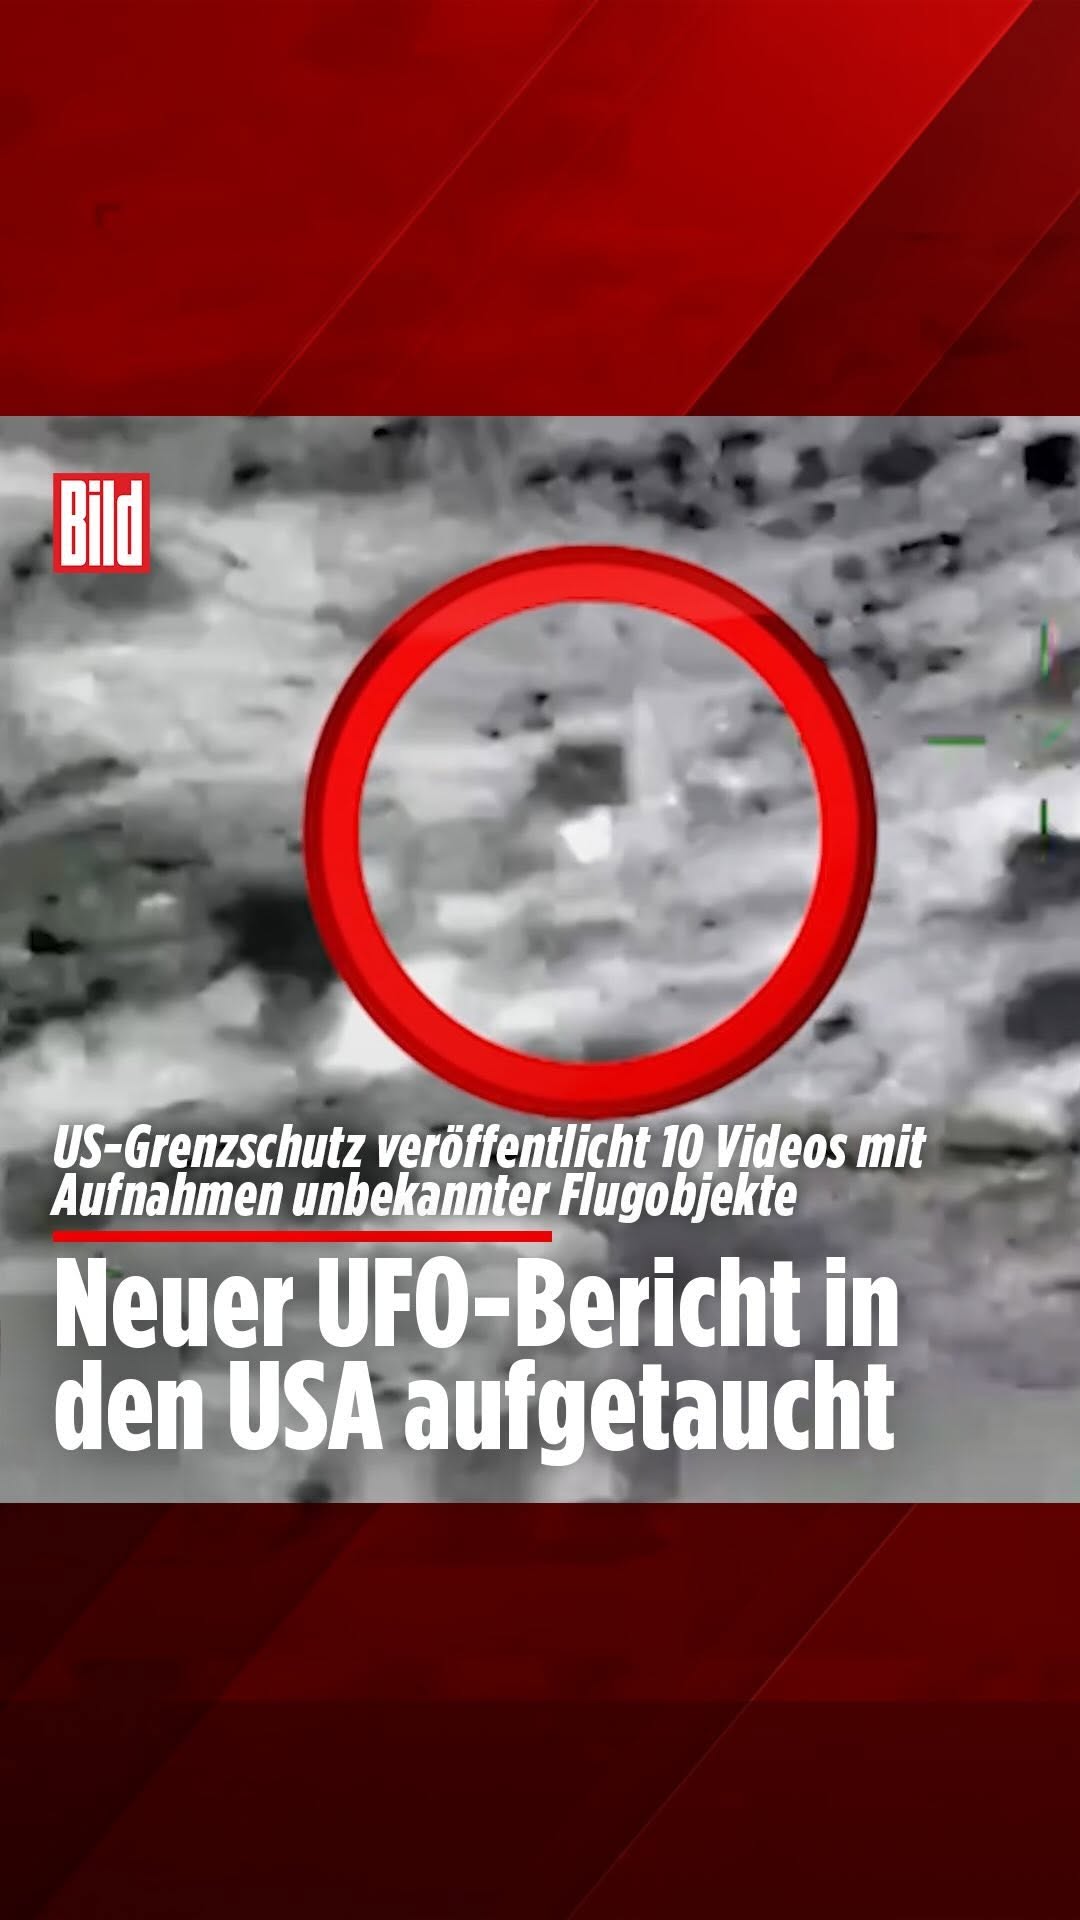 Bild
US-Grenzschutz veröffentlicht 10 Videos mit
Aufnahmen unbekannter Flugobjekte
Neuer UFO-Bericht in
den USA aufgetaucht